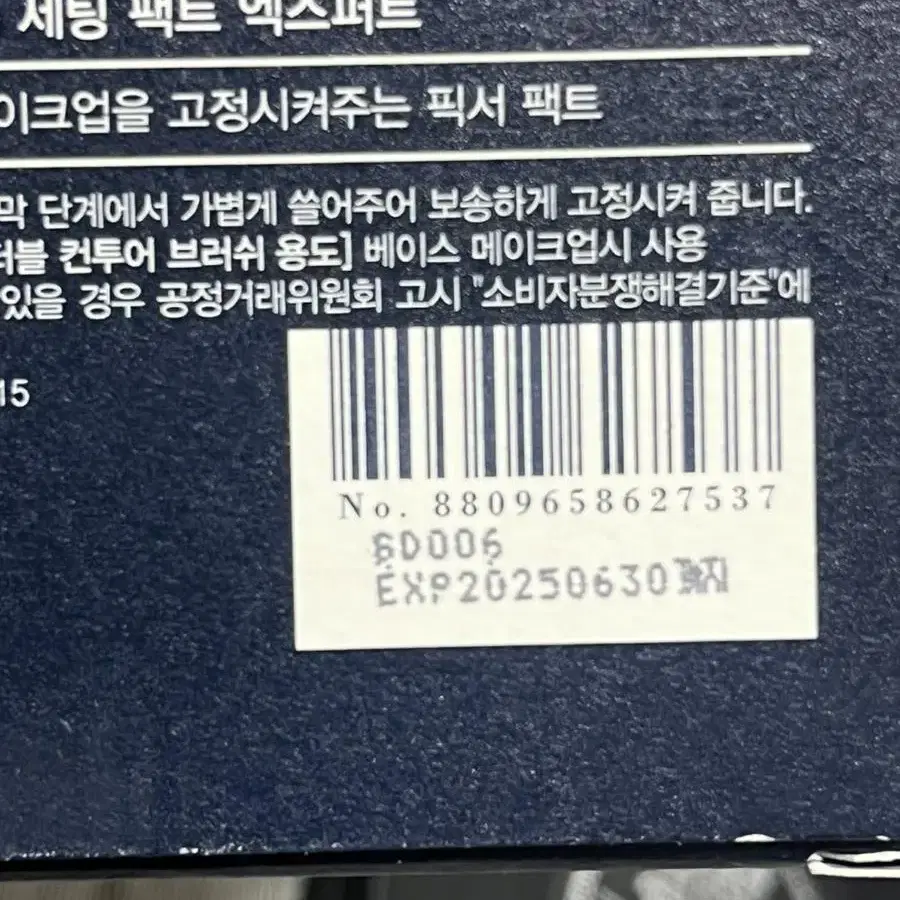 세팅 팩트 엑스퍼트
이크업을 고정시켜주는 픽서 팩트
막 단계에서 가볍게 쓸어주어 보송하게 고정시켜 줍니다.
더블 컨투어 브러쉬 용도] 베이스 메이크업시 사용
있을 경우 공정거래위원회 고시 "소비자분쟁해결기준"에
15
No. 8809658627537
6D006
EXP20250630까지